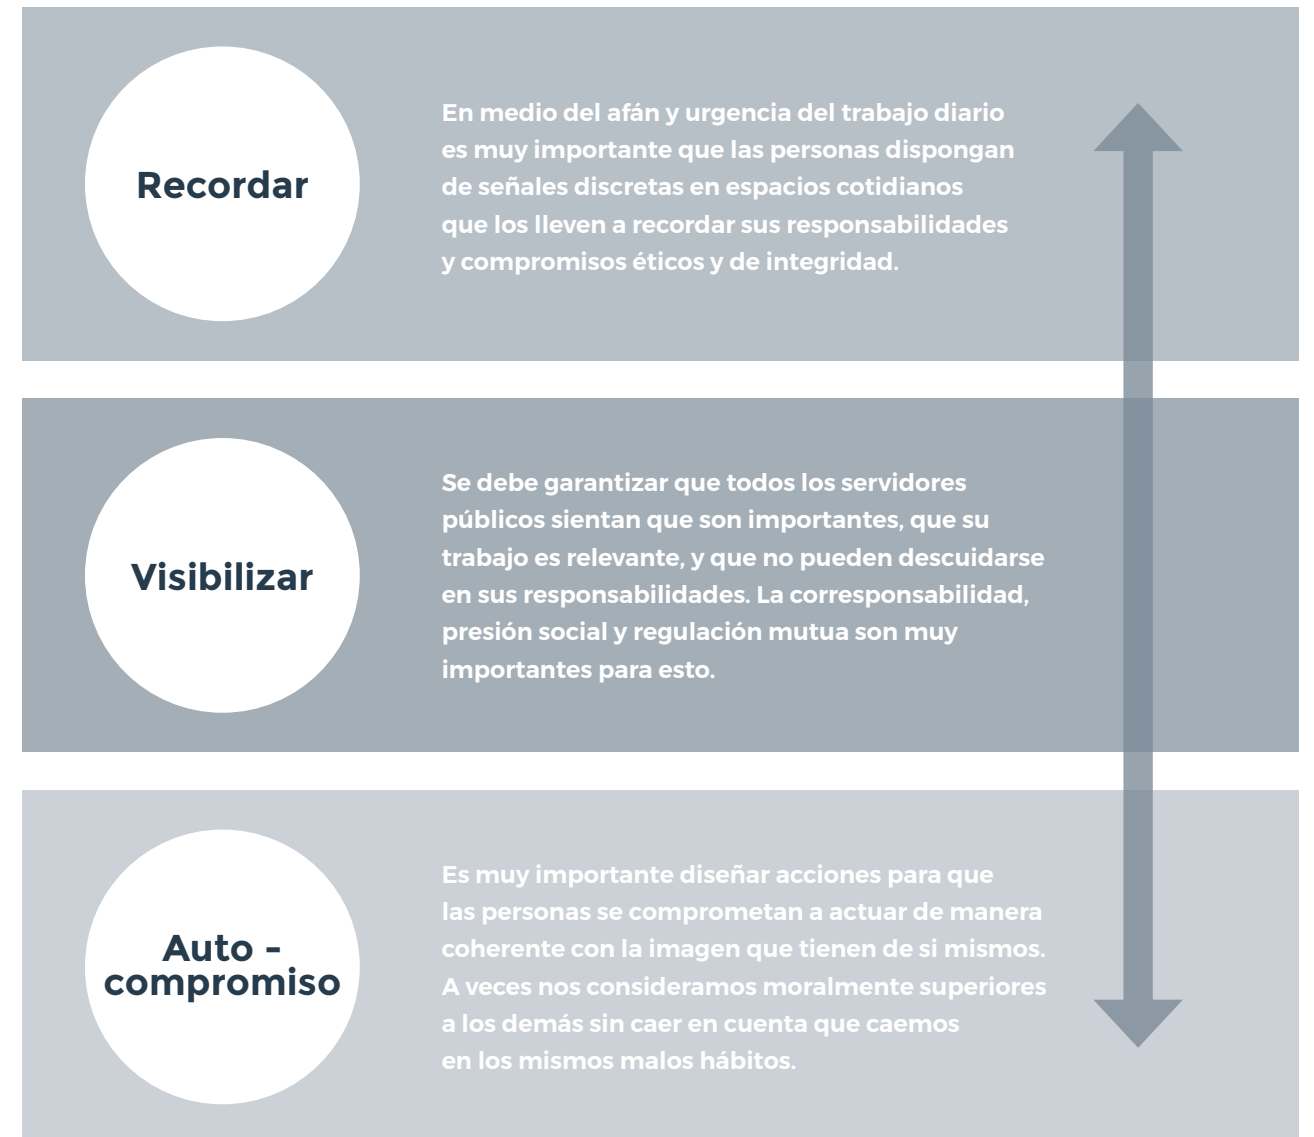 Recordar
En medio del afán y urgencia del trabajo diario
es muy importante que las personas dispongan
de señales discretas en espacios cotidianos
que los lleven a recordar sus responsabilidades
y compromisos éticos y de integridad.
Visibilizar
Se debe garantizar que todos los servidores
públicos sientan que son importantes, que su
trabajo es relevante, y que no pueden descuidarse
en sus responsabilidades. La corresponsabilidad,
presión social y regulación mutua son muy
importantes para esto.
Auto -
compromiso
Es muy importante diseñar acciones para que
las personas se comprometan a actuar de manera
coherente con la imagen que tienen de si mismos.
A veces nos consideramos moralmente superiores
a los demás sin caer en cuenta que caemos
en los mismos malos hábitos.